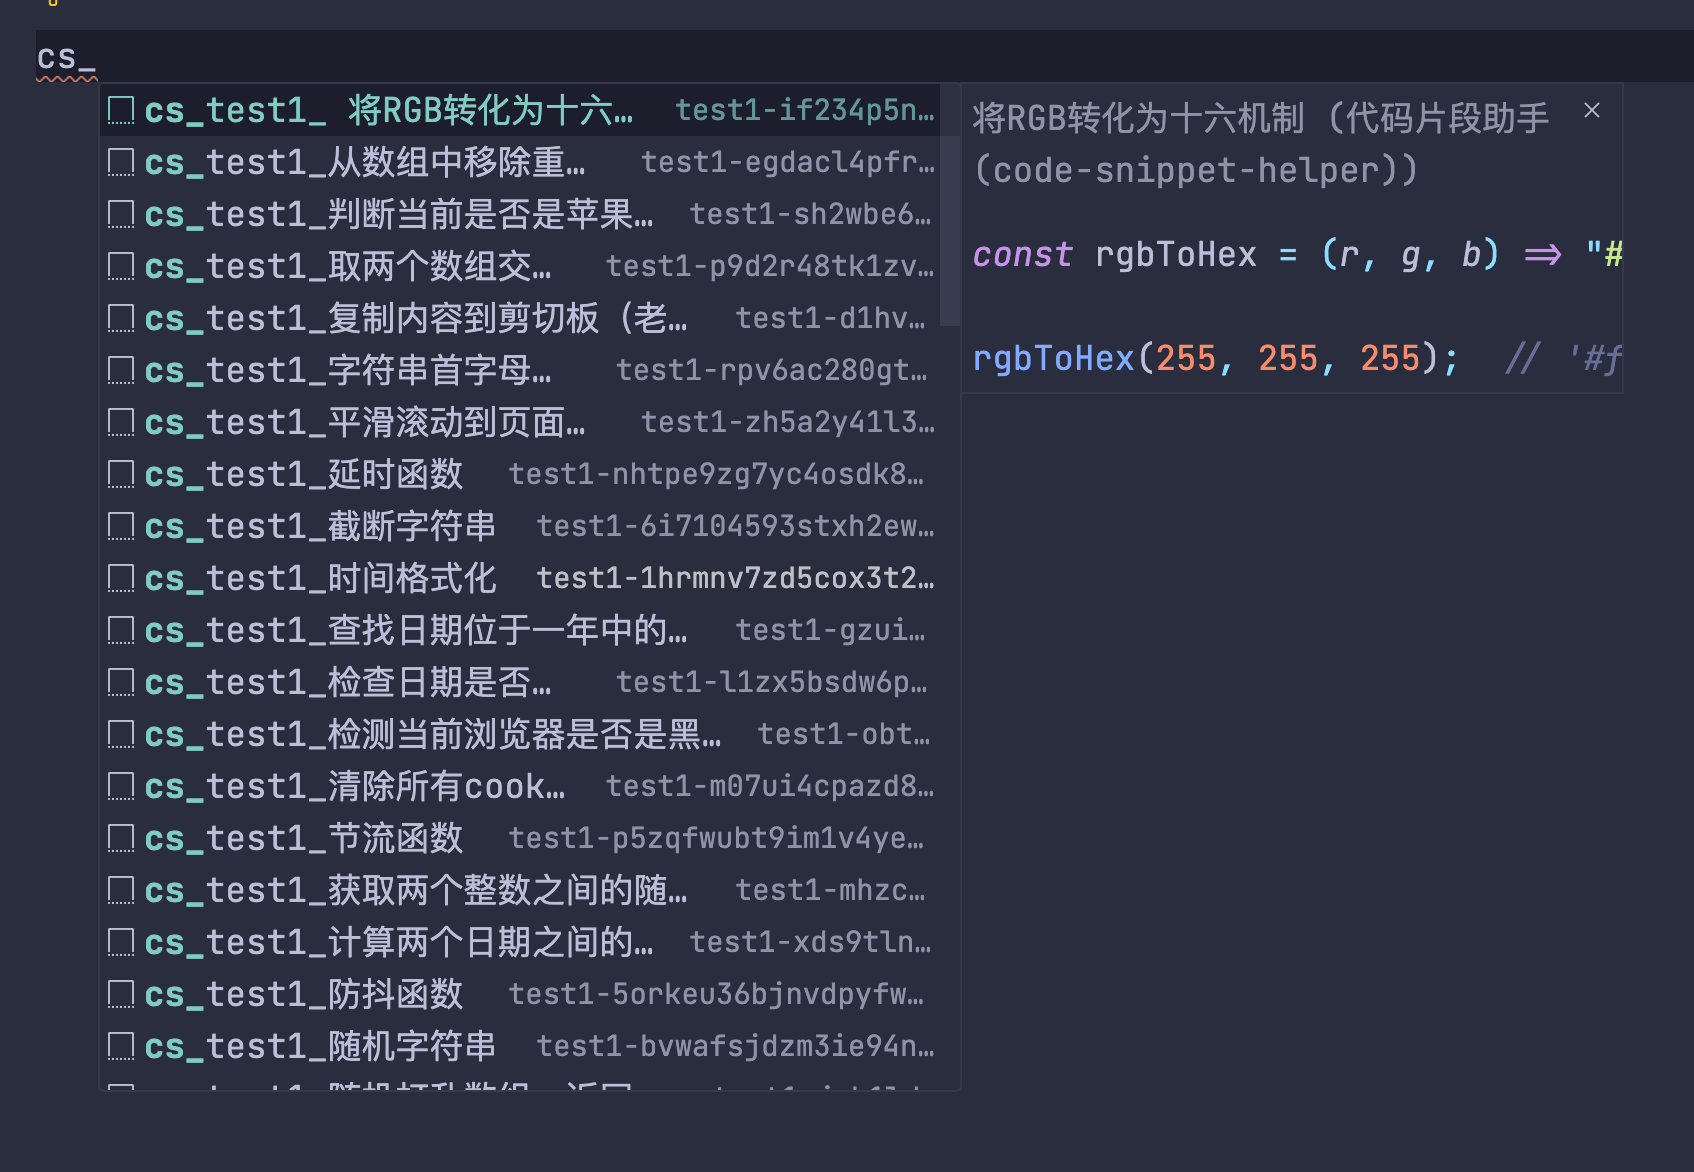 cs_
cs_test1_ 将RGB转化为十六… test1-if234p5n…
cs_test1_从数组中移除重… test1-egdacl4pfr…
cs_test1_判断当前是否是苹果… test1-sh2wbe6…
cs_test1_取两个数组交… test1-p9d2r48tk1zv…
cs_test1_复制内容到剪切板（老… test1-d1hv…
cs_test1_字符串首字母… test1-rpv6ac280gt…
cs_test1_平滑滚动到页面… test1-zh5a2y41l3…
cs_test1_延时函数 test1-nhtpe9zg7yc4osdk8…
cs_test1_截断字符串 test1-6i7104593stxh2ew…
cs_test1_时间格式化 test1-1hrmnv7zd5cox3t2…
cs_test1_查找日期位于一年中的… test1-gzui…
cs_test1_检查日期是否… test1-l1zx5bsdw6p…
cs_test1_检测当前浏览器是否是黑… test1-obt…
cs_test1_清除所有cook… test1-m07ui4cpazd8…
cs_test1_节流函数 test1-p5zqfwubt9im1v4ye…
cs_test1_获取两个整数之间的随… test1-mhzc…
cs_test1_计算两个日期之间的… test1-xds9tln…
cs_test1_防抖函数 test1-5orkeu36bjnvdpyfw…
cs_test1_随机字符串 test1-bvwafsjdzm3ie94n…
将RGB转化为十六机制 (代码片段助手
(code-snippet-helper))
const rgbToHex = (r, g, b) => "#
rgbToHex(255, 255, 255); // '#f